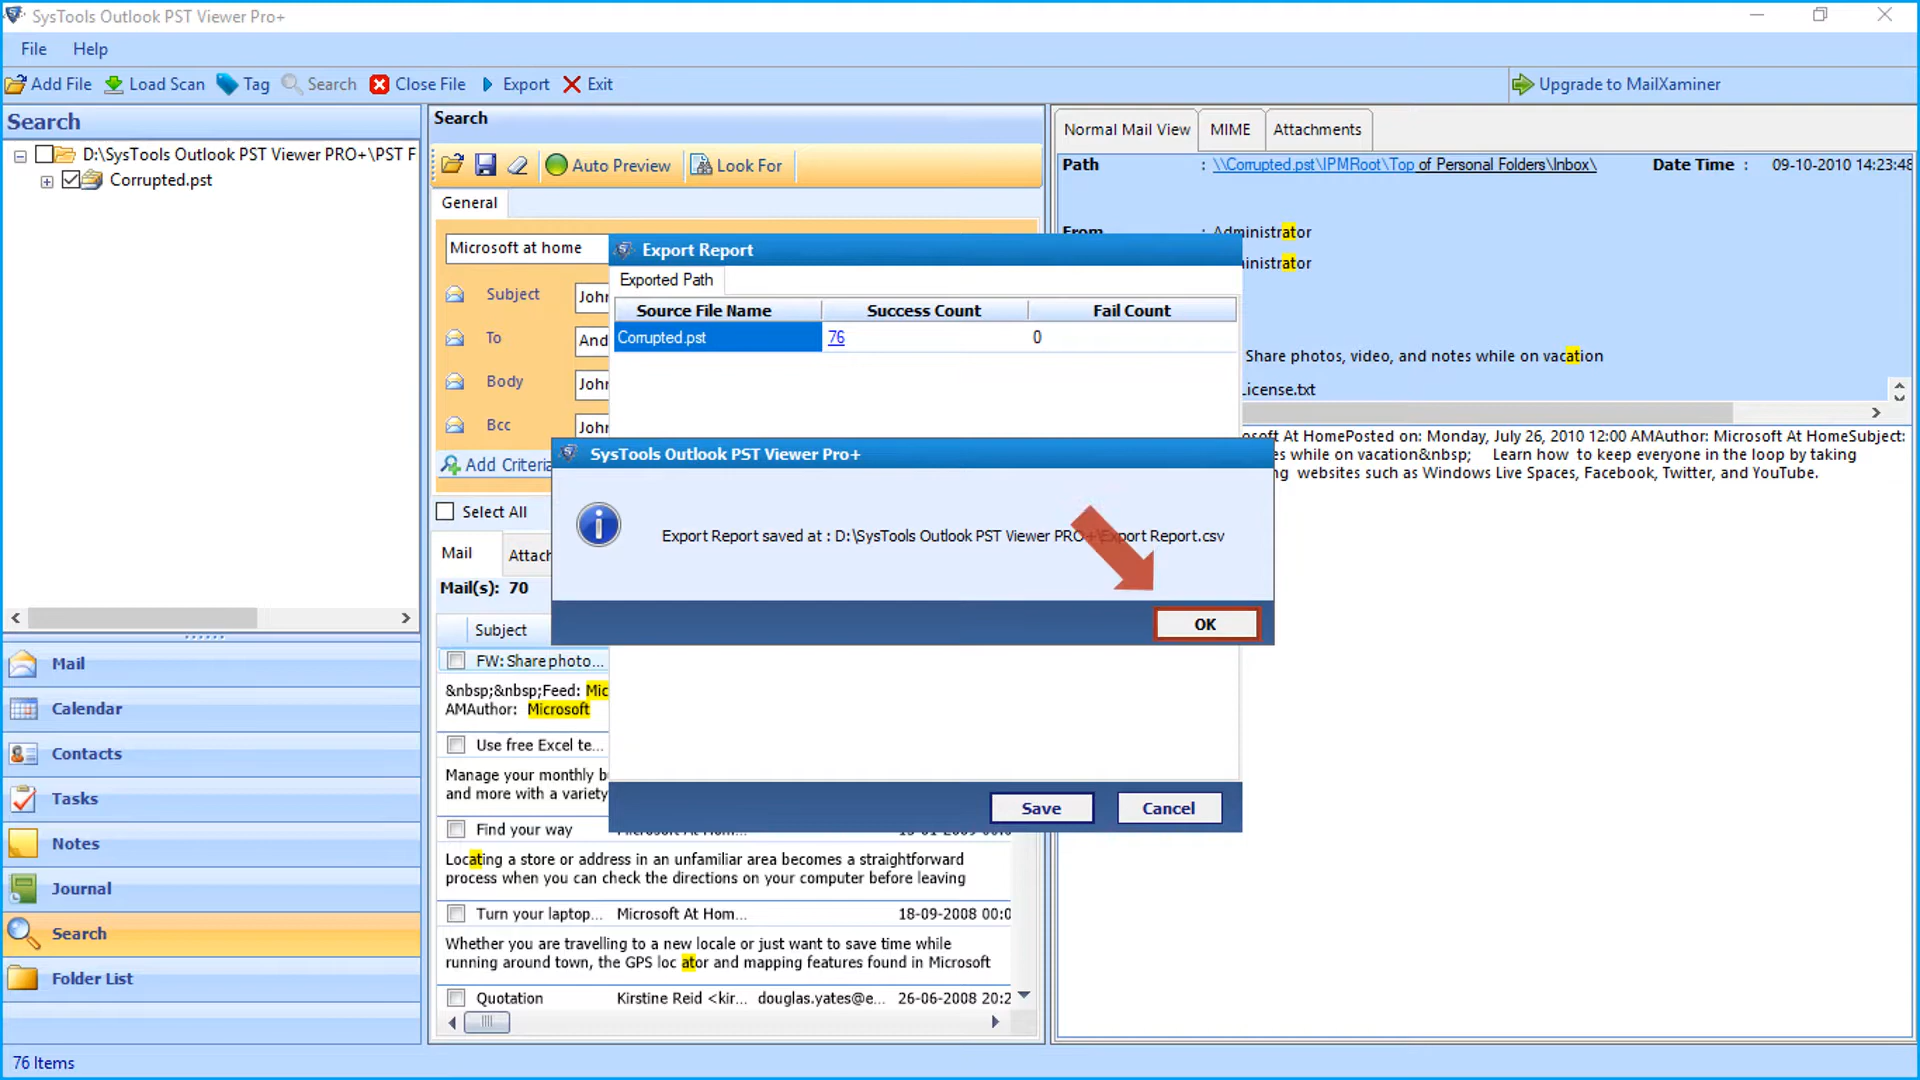 SysTools Outlook PST Viewer Pro+
File Help
Add File Load Scan Tag Search Close File Export Exit Upgrade to MailXaminer
Search
D:\SysTools Outlook PST Viewer PRO+\PST F
Corrupted.pst
Mail
Calendar
Contacts
Tasks
Notes
Journal
Search
Folder List
76 Items
Search
Auto Preview Look For
General
Microsoft at home
Subject John
To And
Body John
Bcc John
Add Criteria
Select All
Mail Attach
Mail(s): 70
Subject
FW: Share photo...
&nbsp;&nbsp;Feed: Mic
AMAuthor: Microsoft
Use free Excel te...
Manage your monthly b
and more with a variety
Find your way
Locating a store or address in an unfamiliar area becomes a straightforward
process when you can check the directions on your computer before leaving
Turn your laptop... Microsoft At Hom... 18-09-2008 00:0
Whether you are travelling to a new locale or just want to save time while
running around town, the GPS loc ator and mapping features found in Microsoft
Quotation Kirstine Reid <kir... douglas.yates@e... 26-06-2008 20:2
Export Report
Exported Path
Source File Name Success Count Fail Count
Corrupted.pst 76 0
SysTools Outlook PST Viewer Pro+
Export Report saved at : D:\SysTools Outlook PST Viewer PRO+\Export Report.csv
OK
Save Cancel
Normal Mail View MIME Attachments
Path : \\Corrupted.pst\IPMRoot\Top of Personal Folders\Inbox\ Date Time : 09-10-2010 14:23:48
From : Administrator
ministrator
Share photos, video, and notes while on vacation
License.txt
osoft At HomePosted on: Monday, July 26, 2010 12:00 AMAuthor: Microsoft At HomeSubject:
es while on vacation&nbsp; Learn how to keep everyone in the loop by taking
ng websites such as Windows Live Spaces, Facebook, Twitter, and YouTube.